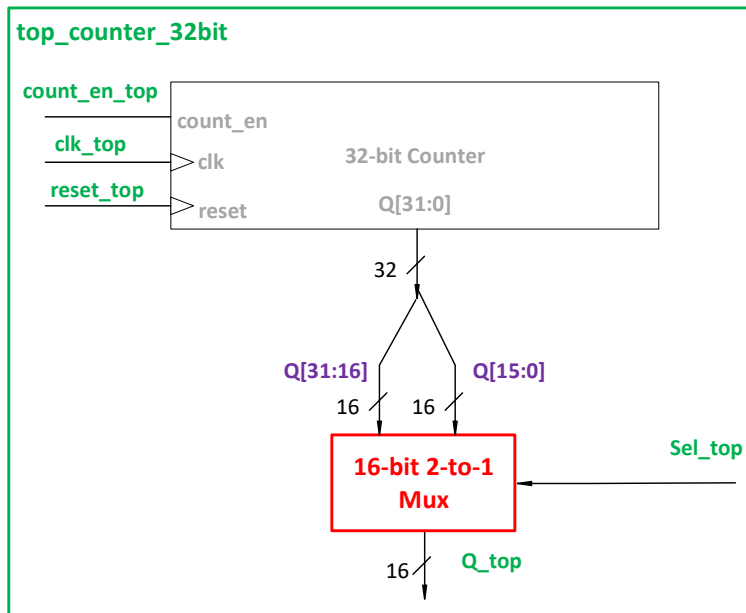 top_counter_32bit
count_en_top
count_en
clk_top
clk
32-bit Counter
reset_top
reset
Q[31:0]
32
Q[31:16]
Q[15:0]
16
16
16-bit 2-to-1
Mux
Sel_top
16
Q_top